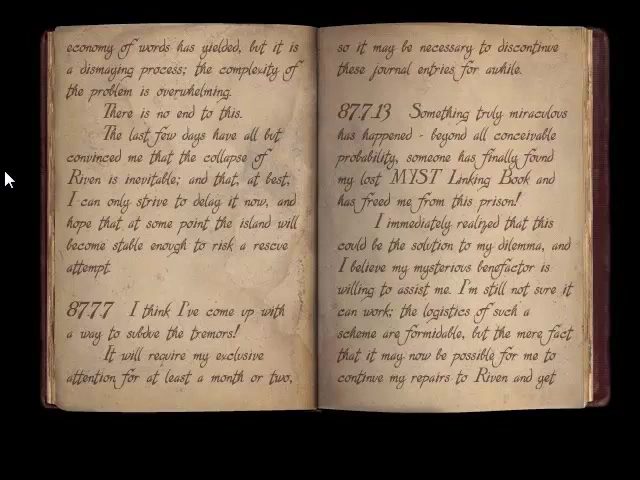 economy of words has yielded, but it is
a dismaying process; the complexity of
the problem is overwhelming.
There is no end to this.
The last few days have all but
convinced me that the collapse of
Riven is inevitable; and that, at best,
I can only strive to delay it now, and
hope that at some point the island will
become stable enough to risk a rescue
attempt.
87.7.7 I think I've come up with
a way to subdue the tremors!
It will require my exclusive
attention for at least a month or two,
so it may be necessary to discontinue
these journal entries for awhile.
87.7.13 Something truly miraculous
has happened - beyond all conceivable
probability, someone has finally found
my lost MYST Linking Book and
has freed me from this prison!
I immediately realized that this
could be the solution to my dilemma, and
I believe my mysterious benefactor is
willing to assist me. I'm still not sure it
can work; the logistics of such a
scheme are formidable, but the mere fact
that it may now be possible for me to
continue my repairs to Riven and yet